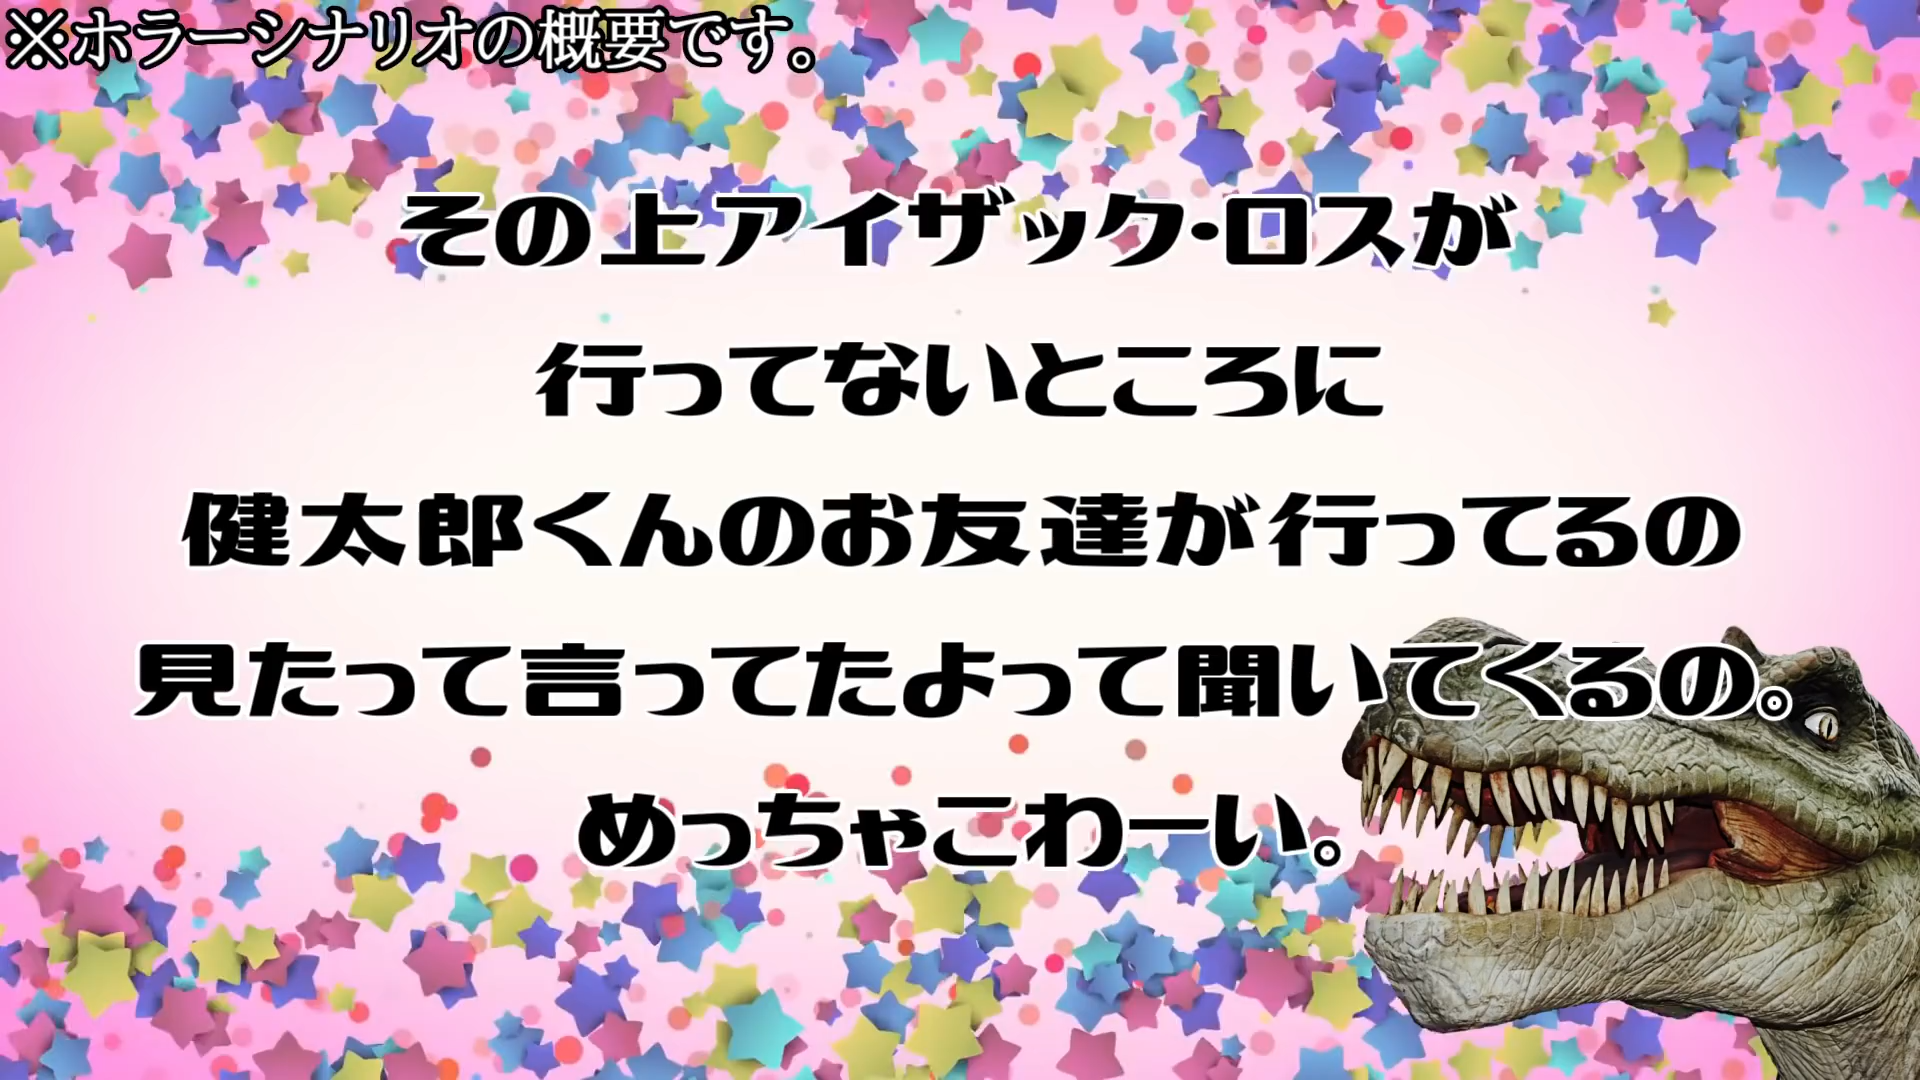 ※ホラーシナリオの概要です。
その上アイザック・ロスが
行ってないところに
健太郎くんのお友達が行ってるの
見たって言ってたよって聞いてくるの。
めっちゃこわーい。